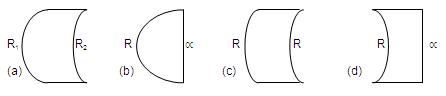 R₁ R₂ R ∝ R R R ∝
(a) (b) (c) (d)